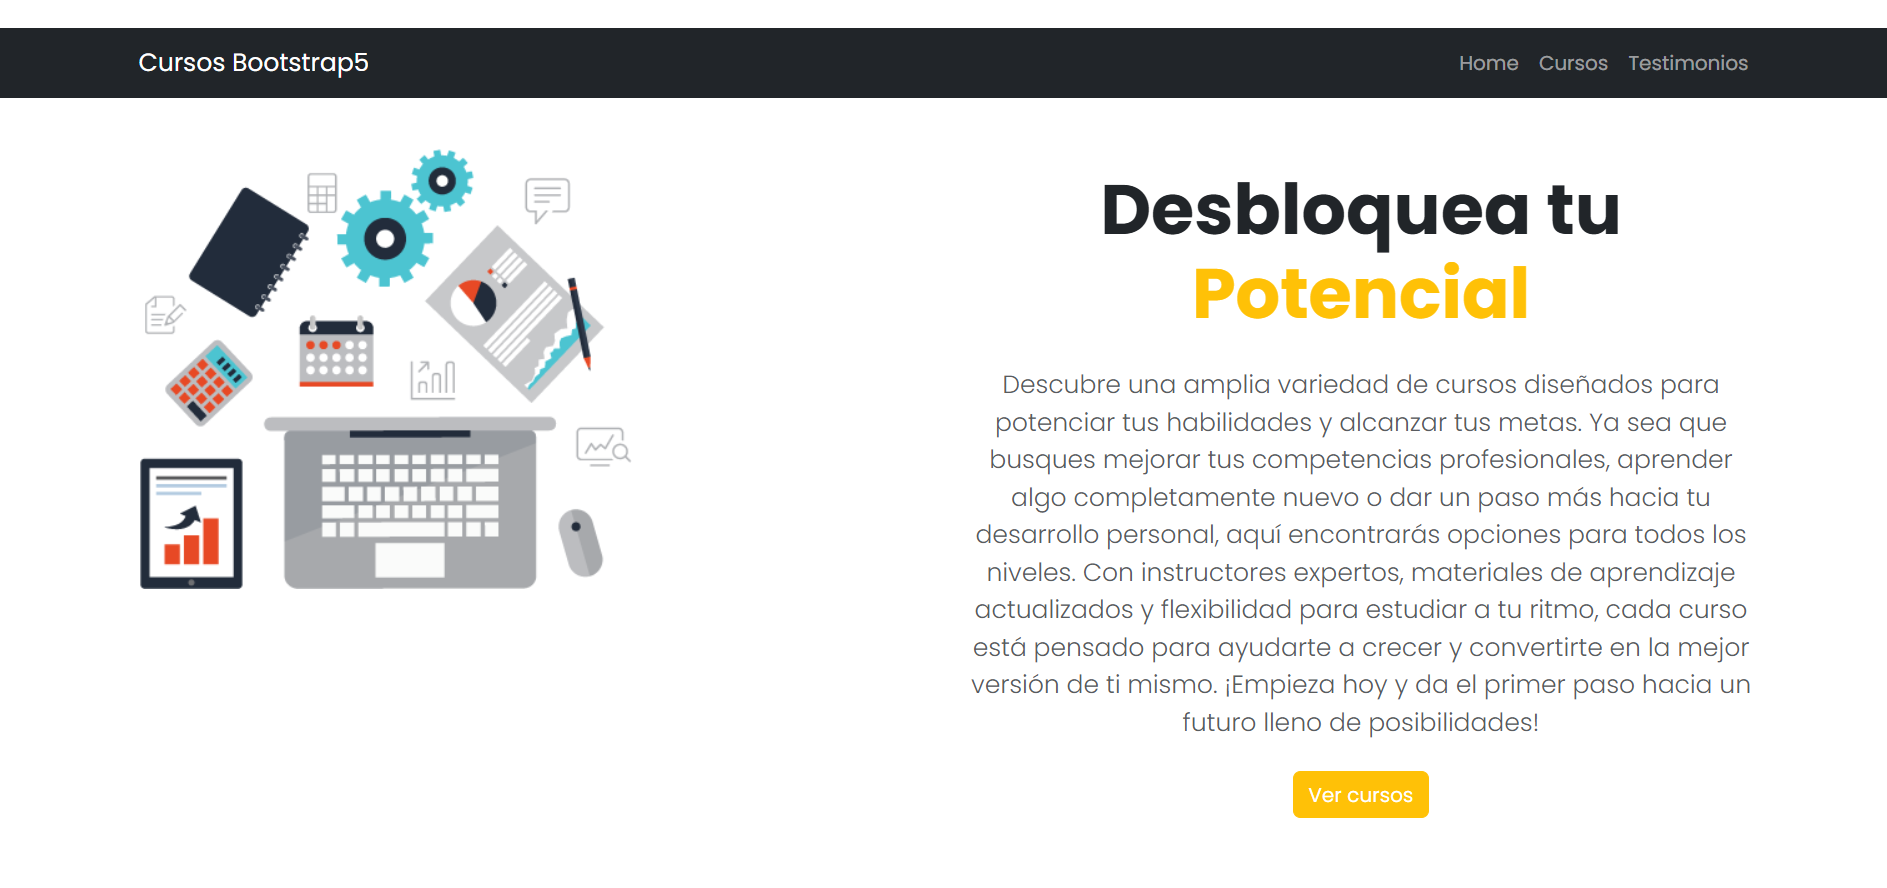 Cursos Bootstrap5
Home Cursos Testimonios
Desbloquea tu
Potencial
Descubre una amplia variedad de cursos diseñados para
potenciar tus habilidades y alcanzar tus metas. Ya sea que
busques mejorar tus competencias profesionales, aprender
algo completamente nuevo o dar un paso más hacia tu
desarrollo personal, aquí encontrarás opciones para todos los
niveles. Con instructores expertos, materiales de aprendizaje
actualizados y flexibilidad para estudiar a tu ritmo, cada curso
está pensado para ayudarte a crecer y convertirte en la mejor
versión de ti mismo. ¡Empieza hoy y da el primer paso hacia un
futuro lleno de posibilidades!
Ver cursos